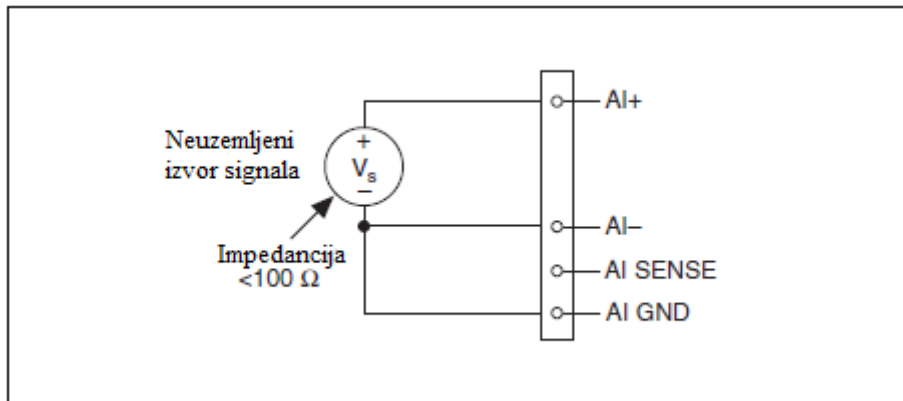 AI+
Neuzemljeni
izvor signala
+
Vs
−
AI−
Impedancija
<100 Ω
AI SENSE
AI GND